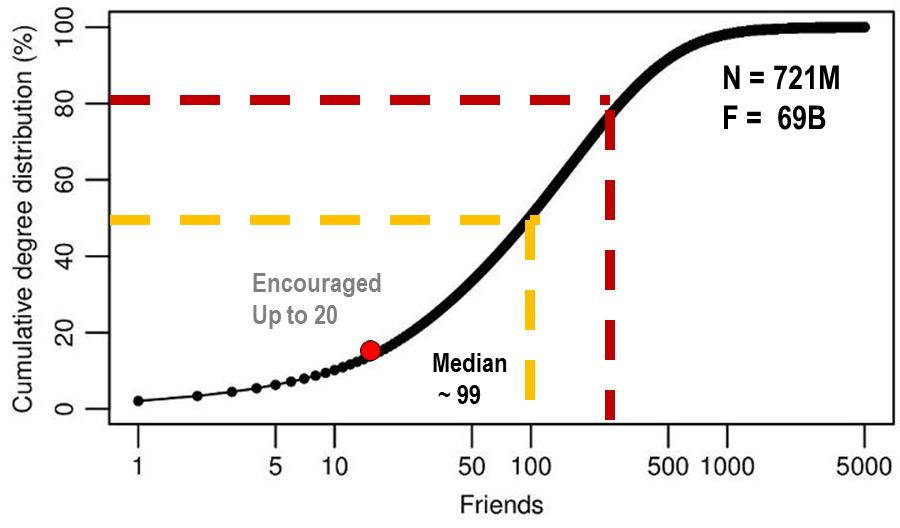 Cumulative degree distribution (%)
100
80
60
40
20
0
N = 721M
F = 69B
Encouraged
Up to 20
Median
~ 99
1 5 10 50 100 500 1000 5000
Friends